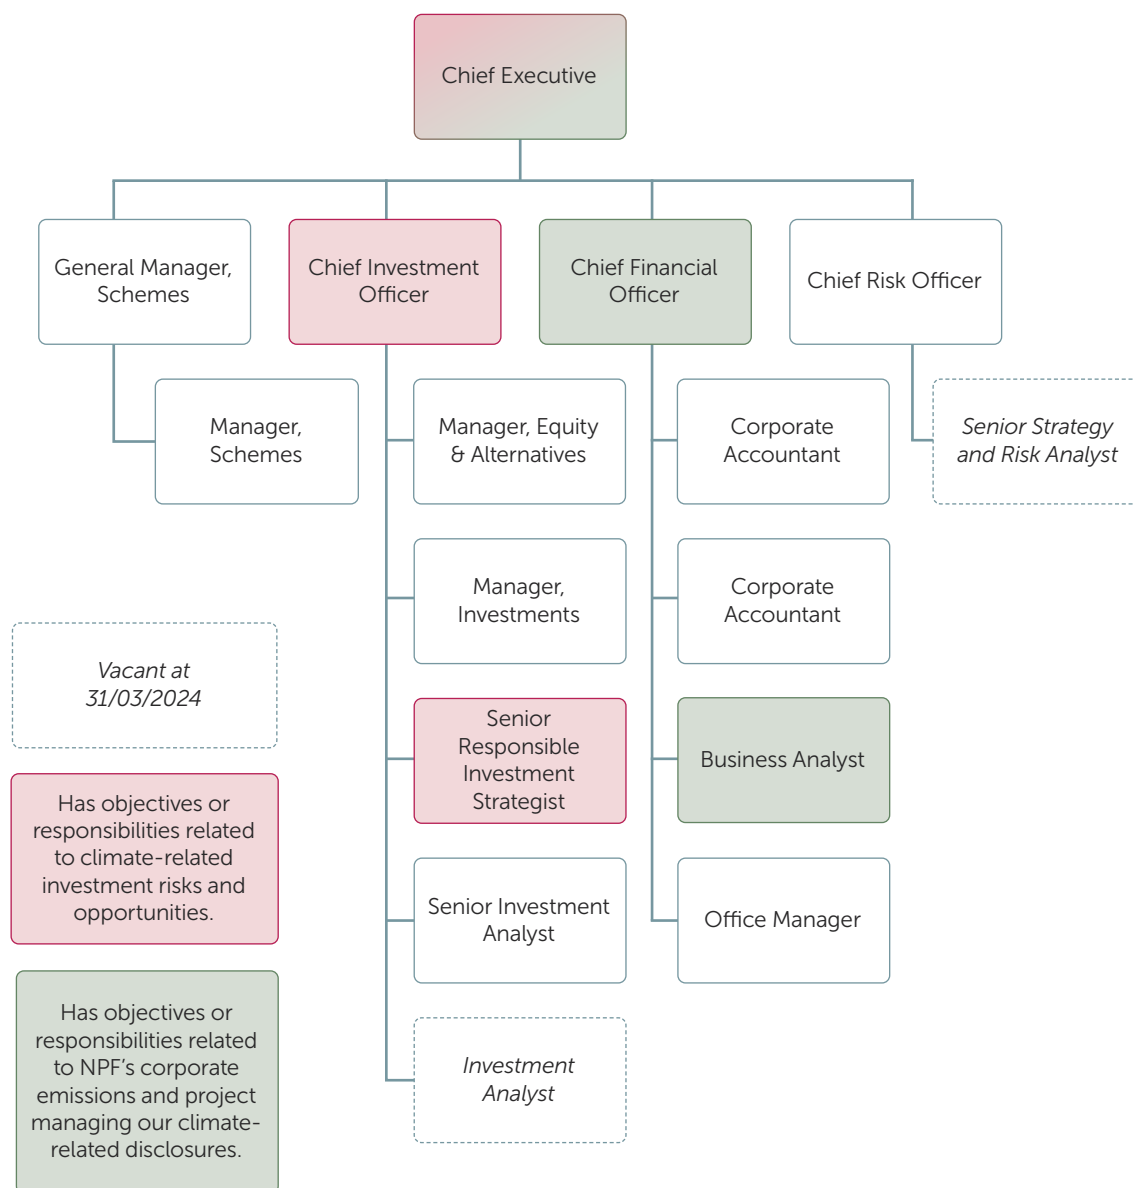 Chief Executive
General Manager,
Schemes
Chief Investment
Officer
Chief Financial
Officer
Chief Risk Officer
Manager,
Schemes
Manager, Equity
& Alternatives
Corporate
Accountant
Senior Strategy
and Risk Analyst
Manager,
Investments
Corporate
Accountant
Vacant at
31/03/2024
Senior
Responsible
Investment
Strategist
Business Analyst
Has objectives or
responsibilities related
to climate-related
investment risks and
opportunities.
Senior Investment
Analyst
Office Manager
Has objectives or
responsibilities related
to NPF’s corporate
emissions and project
managing our climate-
related disclosures.
Investment
Analyst